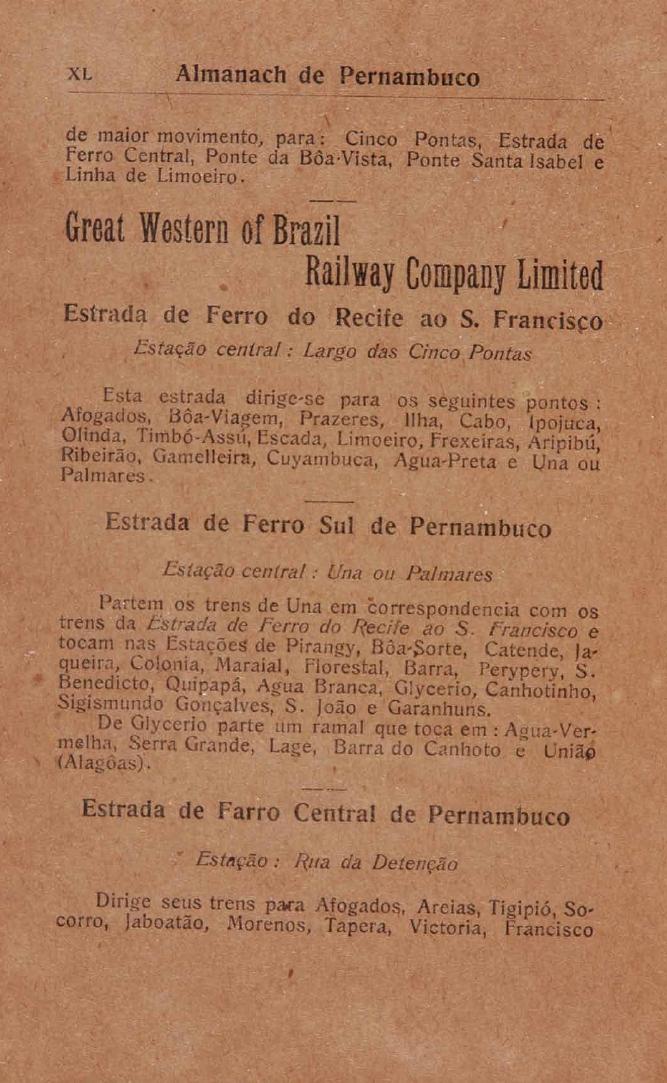 XL Almanach de Pernambuco
de maior movimento, para: Cinco Pontas, Estrada de
Ferro Central, Ponte da Bôa-Vista, Ponte Santa Isabel e
Linha de Limoeiro.
Great Western of Brazil
Railway Company Limited
Estrada de Ferro do Recife ao S. Francisco
Estação central: Largo das Cinco Pontas
Esta estrada dirige-se para os seguintes pontos:
Afogados, Bôa-Viagem, Prazeres, Ilha, Cabo, Ipojuca,
Olinda, Timbó-Assú, Escada, Limoeiro, Frexeiras, Aripibú,
Ribeirão, Gamelleira, Cuyambuca, Agua-Preta e Una ou
Palmares.
Estrada de Ferro Sul de Pernambuco
Estação central: Una ou Palmares
Partem os trens de Una em correspondencia com os
trens da Estrada de Ferro do Recife ao S. Francisco e
tocam nas Estações de Pirangy, Bôa-Sorte, Catende, Ja-
queira, Colonia, Maraial, Florestal, Barra, Perypery, S.
Benedicto, Quipapá, Agua Branca, Glycerio, Canhotinho,
Sigismundo Gonçalves, S. João e Garanhuns.
De Glycerio parte um ramal que toca em: Agua-Ver-
melha, Serra Grande, Lage, Barra do Canhoto e União
(Alagôas).
Estrada de Farro Central de Pernambuco
Estação: Rua da Detenção
Dirige seus trens para Afogados, Areias, Tigipió, So-
corro, Jaboatão, Morenos, Tapera, Victoria, Francisco